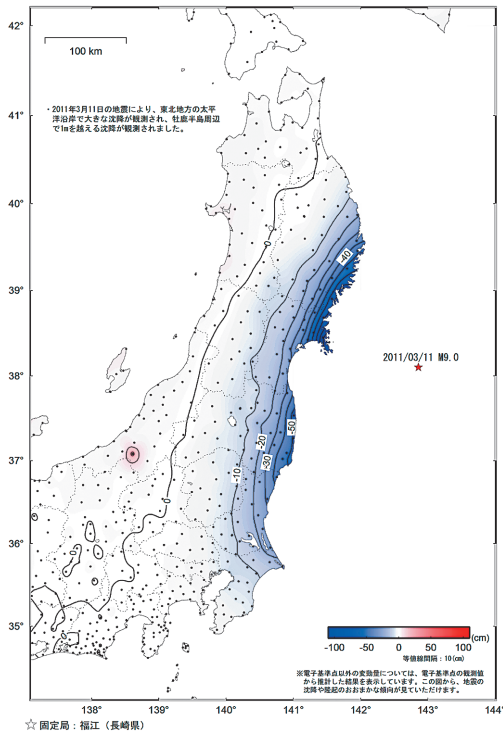 42°
100 km
・2011年3月11日の地震により、東北地方の太平
洋沿岸で大きな沈降が観測され、牡鹿半島周辺
で1mを越える沈降が観測されました。
41°
40°
0
-40
39°
2011/03/11 M9.0
38°
-50
-20
37°
-30
-10
0
36°
0
35°
0
-100 -50 0 50 100 (cm)
等値線間隔：10(cm)
※電子基準点以外の変動量については、電子基準点の観測値
から推計した結果を表示しています。この図から、地震の
沈降や隆起のおおまかな傾向が見ていただけます。
138° 139° 140° 141° 142° 143° 144°
☆ 固定局：福江（長崎県）